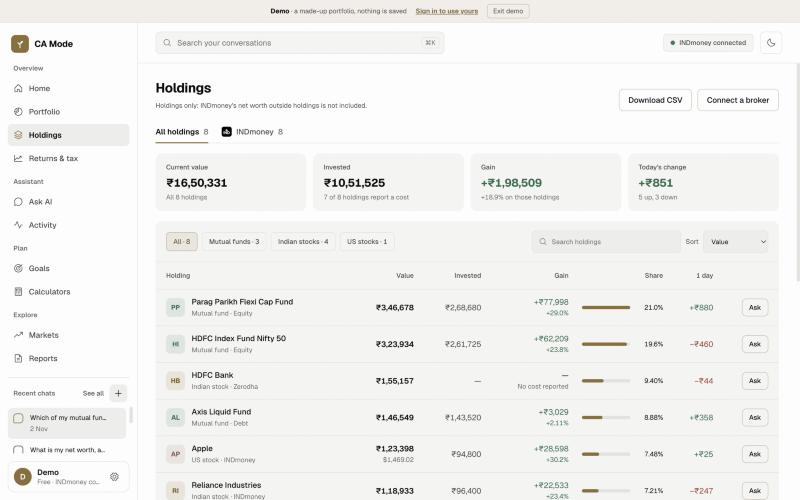 Demo · a made-up portfolio, nothing is saved Sign in to use yours Exit demo
CA Mode
Search your conversations ⌘K
INDmoney connected
Overview
Home
Portfolio
Holdings
Returns & tax
Assistant
Ask AI
Activity
Plan
Goals
Calculators
Explore
Markets
Reports
Recent chats See all +
Which of my mutual fun...
2 Nov
What is my net worth, a...
D Demo
Free · INDmoney co...
Holdings
Holdings only: INDmoney's net worth outside holdings is not included.
Download CSV Connect a broker
All holdings 8 INDmoney 8
Current value
₹16,50,331
All 8 holdings
Invested
₹10,51,525
7 of 8 holdings report a cost
Gain
+₹1,98,509
+18.9% on those holdings
Today's change
+₹851
5 up, 3 down
All · 8 Mutual funds · 3 Indian stocks · 4 US stocks · 1 Search holdings Sort Value
Holding Value Invested Gain Share 1 day
PP Parag Parikh Flexi Cap Fund ₹3,46,678 ₹2,68,680 +₹77,998 21.0% +₹880 Ask
Mutual fund · Equity +29.0%
HI HDFC Index Fund Nifty 50 ₹3,23,934 ₹2,61,725 +₹62,209 19.6% −₹460 Ask
Mutual fund · Equity +23.8%
HB HDFC Bank ₹1,55,157 — — 9.40% −₹44 Ask
Indian stock · Zerodha No cost reported
AL Axis Liquid Fund ₹1,46,549 ₹1,43,520 +₹3,029 8.88% +₹358 Ask
Mutual fund · Debt +2.11%
AP Apple ₹1,23,398 ₹94,800 +₹28,598 7.48% +₹25 Ask
US stock · INDmoney $1,469.02 +30.2%
RI Reliance Industries ₹1,18,933 ₹96,400 +₹22,533 7.21% −₹247 Ask
Indian stock · INDmoney +23.4%